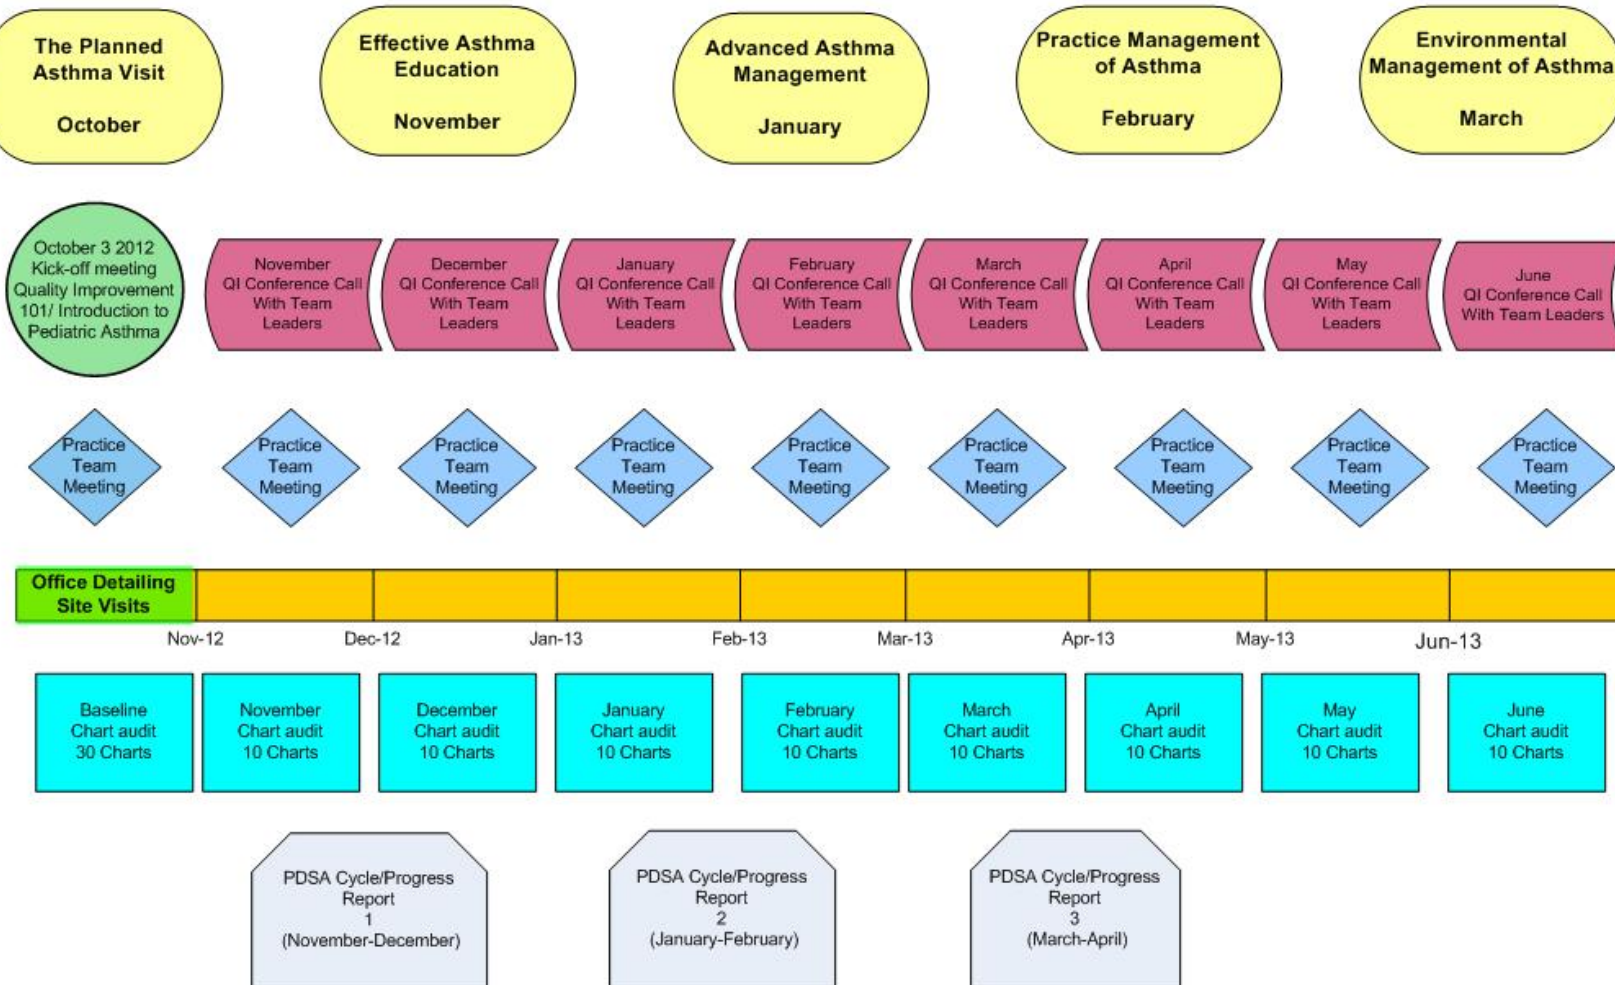 The Planned
Asthma Visit
October
Effective Asthma
Education
November
Advanced Asthma
Management
January
Practice Management
of Asthma
February
Environmental
Management of Asthma
March
October 3 2012
Kick-off meeting
Quality Improvement
101/ Introduction to
Pediatric Asthma
November
QI Conference Call
With Team
Leaders
December
QI Conference Call
With Team
Leaders
January
QI Conference Call
With Team
Leaders
February
QI Conference Call
With Team
Leaders
March
QI Conference Call
With Team
Leaders
April
QI Conference Call
With Team
Leaders
May
QI Conference Call
With Team
Leaders
June
QI Conference Call
With Team Leaders
Practice
Team
Meeting
Practice
Team
Meeting
Practice
Team
Meeting
Practice
Team
Meeting
Practice
Team
Meeting
Practice
Team
Meeting
Practice
Team
Meeting
Practice
Team
Meeting
Practice
Team
Meeting
Office Detailing
Site Visits
Nov-12
Dec-12
Jan-13
Feb-13
Mar-13
Apr-13
May-13
Jun-13
Baseline
Chart audit
30 Charts
November
Chart audit
10 Charts
December
Chart audit
10 Charts
January
Chart audit
10 Charts
February
Chart audit
10 Charts
March
Chart audit
10 Charts
April
Chart audit
10 Charts
May
Chart audit
10 Charts
June
Chart audit
10 Charts
PDSA Cycle/Progress
Report
1
(November-December)
PDSA Cycle/Progress
Report
2
(January-February)
PDSA Cycle/Progress
Report
3
(March-April)